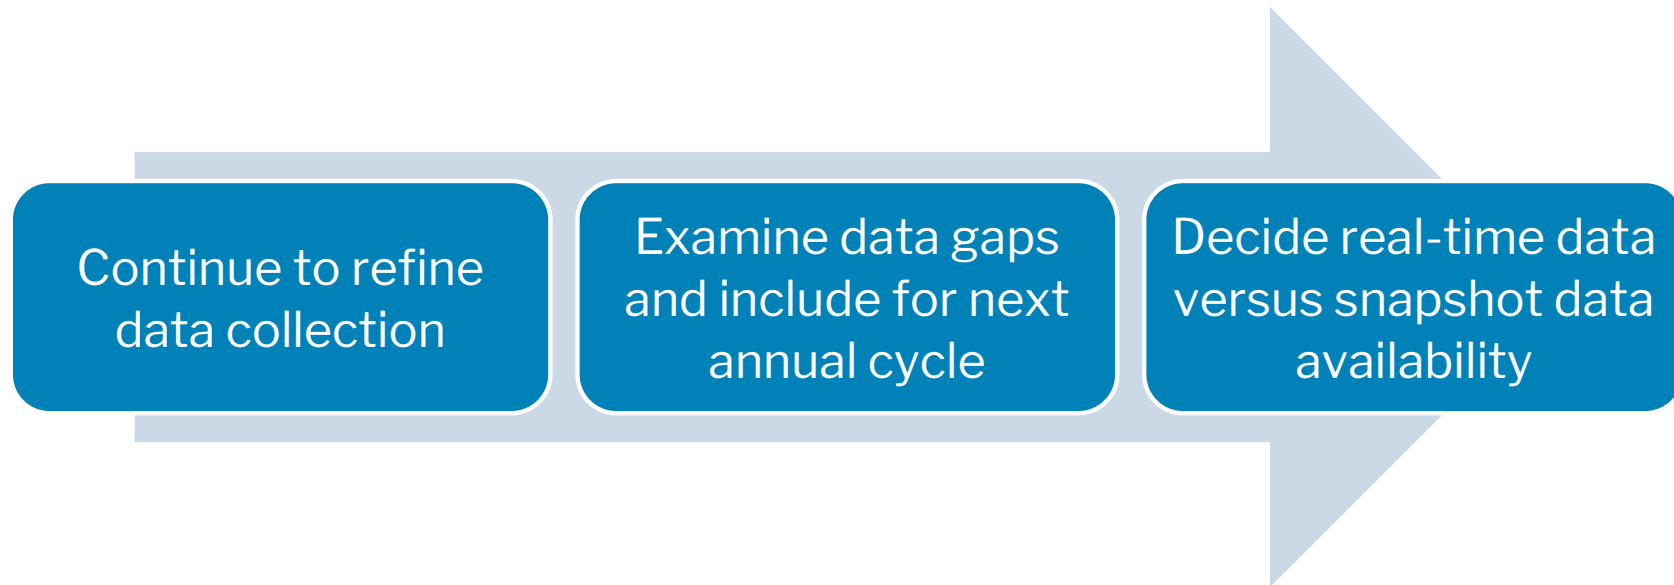 Continue to refine
data collection
Examine data gaps
and include for next
annual cycle
Decide real-time data
versus snapshot data
availability